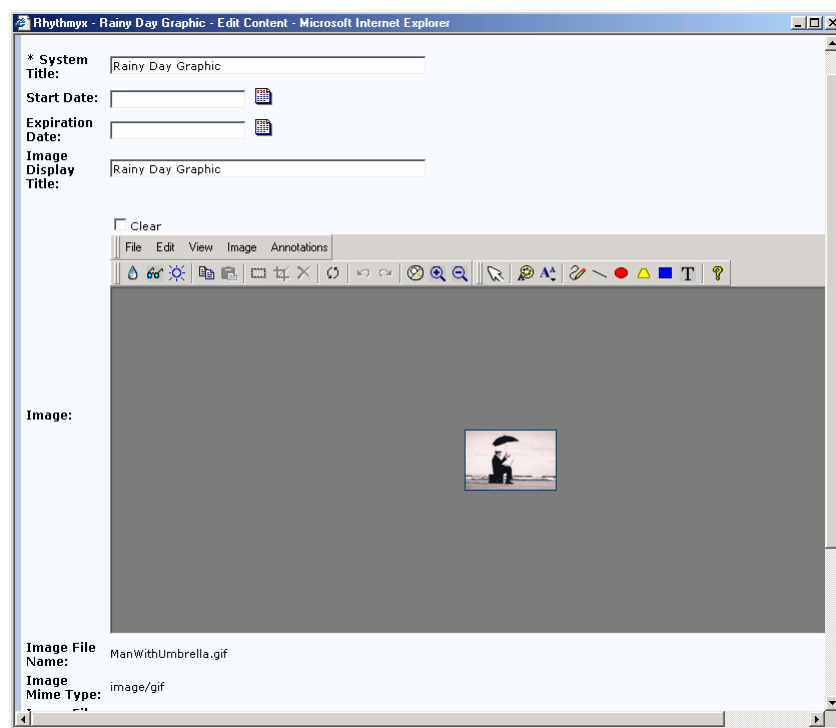 Rhythmyx - Rainy Day Graphic - Edit Content - Microsoft Internet Explorer
* System
Title:
Rainy Day Graphic
Start Date:
Expiration
Date:
Image
Display
Title:
Rainy Day Graphic
Clear
File Edit View Image Annotations
Image:
Image File
Name:
ManWithUmbrella.gif
Image
Mime Type:
image/gif